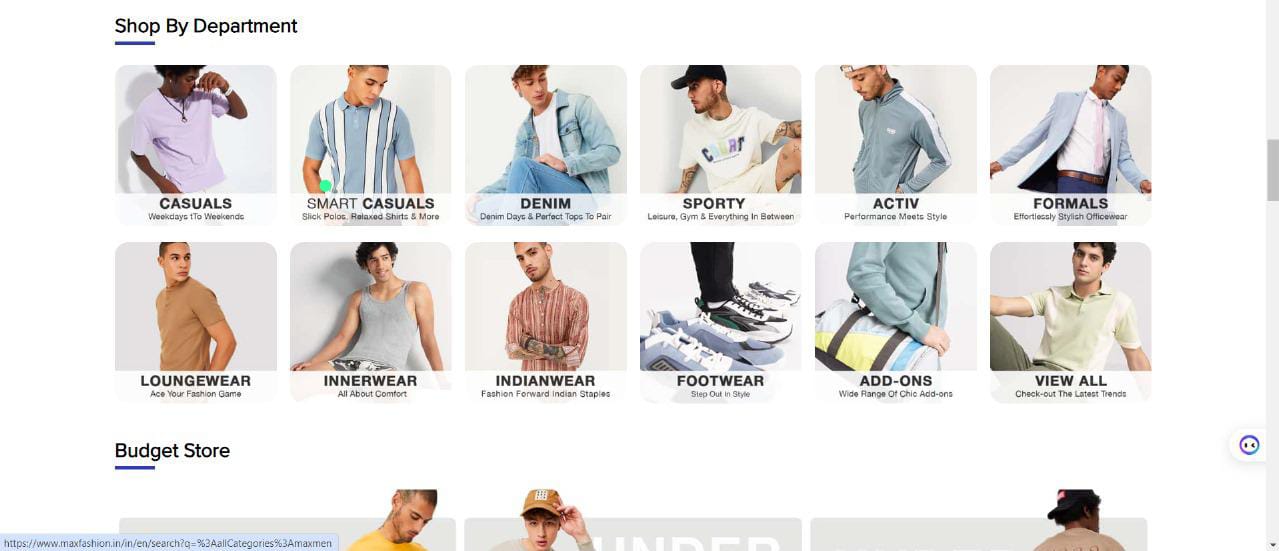 Shop By Department
CASUALS
Weekdays tTo Weekends
SMART CASUALS
Slick Polos, Relaxed Shirts & More
DENIM
Denim Days & Perfect Tops To Pair
SPORTY
Leisure, Gym & Everything In Between
ACTIV
Performance Meets Style
FORMALS
Effortlessly Stylish Officewear
LOUNGEWEAR
Ace Your Fashion Game
INNERWEAR
All About Comfort
INDIANWEAR
Fashion Forward Indian Staples
FOOTWEAR
Step Out in Style
ADD-ONS
Wide Range Of Chic Add-ons
VIEW ALL
Check-out The Latest Trends
Budget Store
UNDER
https://www.maxfashion.in/in/en/search?q=%3AallCategories%3Amaxmen